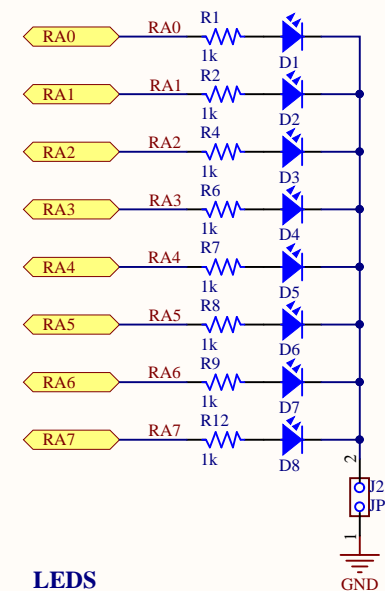 RA0 RA0 R1
1k D1
RA1 RA1 R2
1k D2
RA2 RA2 R4
1k D3
RA3 RA3 R6
1k D4
RA4 RA4 R7
1k D5
RA5 RA5 R8
1k D6
RA6 RA6 R9
1k D7
RA7 RA7 R12
1k D8
2
J2
JP
1
LEDS
GND